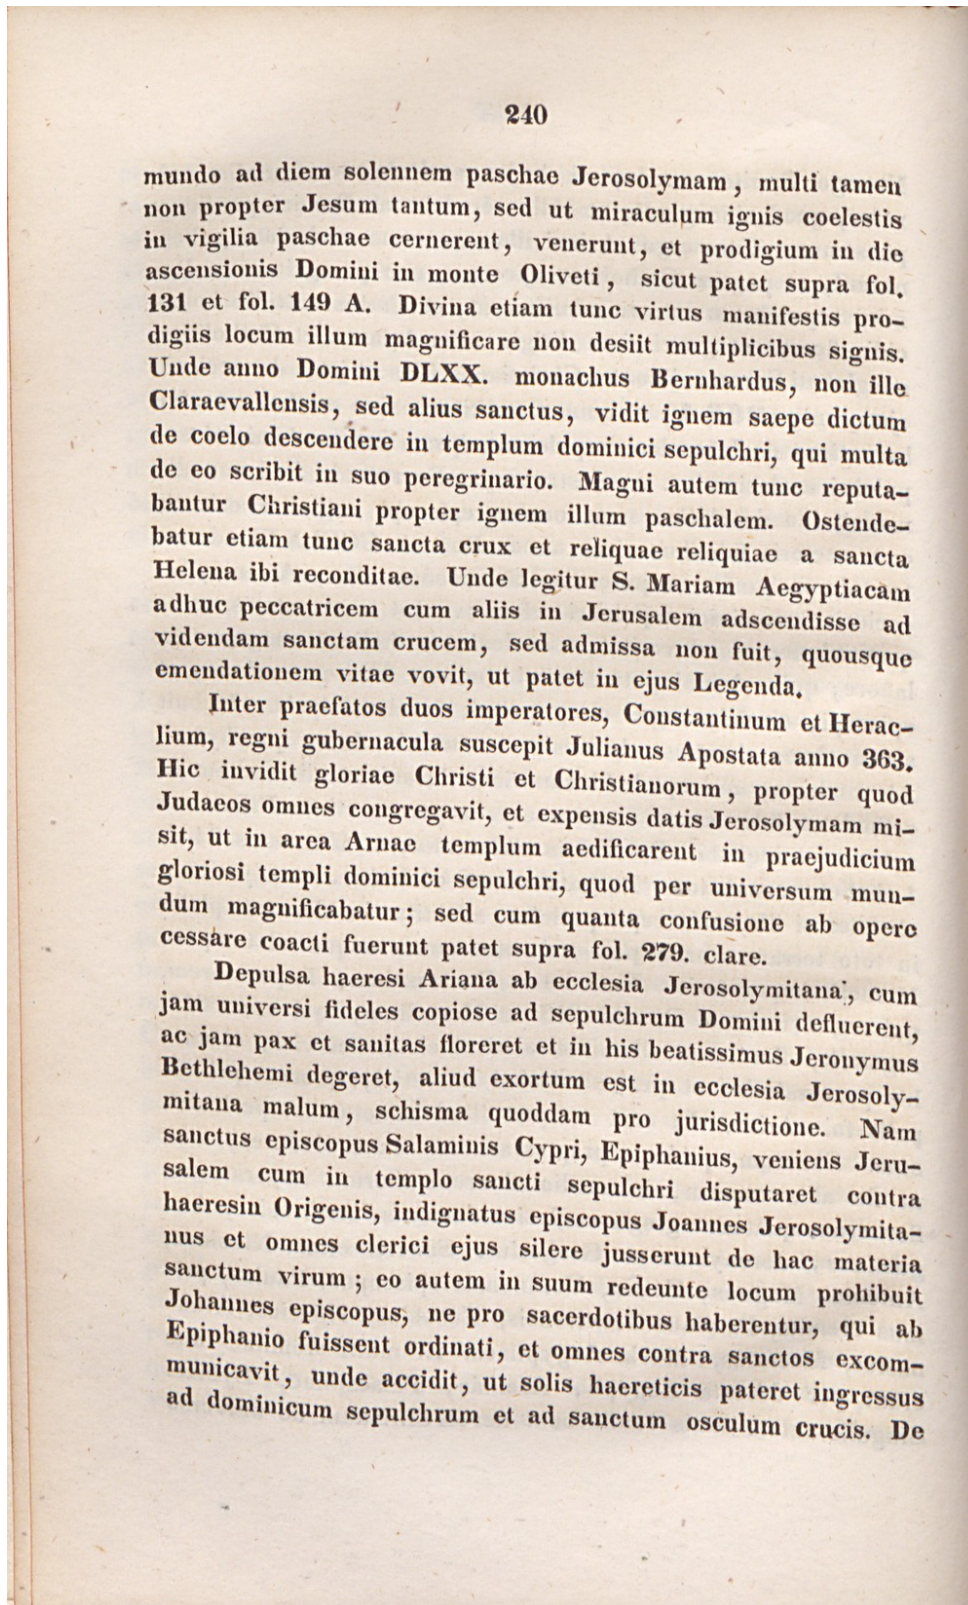 240
mundo ad diem solennem paschae Jerosolymam, multi tamen
non propter Jesum tantum, sed ut miraculum ignis coelestis
in vigilia paschae cernerent, venerunt, et prodigium in die
ascensionis Domini in monte Oliveti, sicut patet supra fol.
131 et fol. 149 A. Divina etiam tunc virtus manifestis pro-
digiis locum illum magnificare non desiit multiplicibus signis.
Unde anno Domini DLXX. monachus Bernhardus, non ille
Claraevallensis, sed alius sanctus, vidit ignem saepe dictum
de coelo descendere in templum dominici sepulchri, qui multa
de eo scribit in suo peregrinario. Magni autem tunc reputa-
bantur Christiani propter ignem illum paschalem. Ostende-
batur etiam tunc sancta crux et reliquae reliquiae a sancta
Helena ibi reconditae. Unde legitur S. Mariam Aegyptiacam
adhuc peccatricem cum aliis in Jerusalem adscendisse ad
videndam sanctam crucem, sed admissa non fuit, quousque
emendationem vitae vovit, ut patet in ejus Legenda.
Inter praefatos duos imperatores, Constantinum et Herac-
lium, regni gubernacula suscepit Julianus Apostata anno 363.
Hic invidit gloriae Christi et Christianorum, propter quod
Judaeos omnes congregavit, et expensis datis Jerosolymam mi-
sit, ut in area Arnae templum aedificarent in praejudicium
gloriosi templi dominici sepulchri, quod per universum mun-
dum magnificabatur; sed cum quanta confusione ab opere
cessare coacti fuerunt patet supra fol. 279. clare.
Depulsa haeresi Ariana ab ecclesia Jerosolymitana, cum
jam universi fideles copiose ad sepulchrum Domini defluerent,
ac jam pax et sanitas floreret et in his beatissimus Jeronymus
Bethlehemi degeret, aliud exortum est in ecclesia Jerosoly-
mitana malum, schisma quoddam pro jurisdictione. Nam
sanctus episcopus Salaminis Cypri, Epiphanius, veniens Jeru-
salem cum in templo sancti sepulchri disputaret contra
haeresin Origenis, indignatus episcopus Joannes Jerosolymita-
nus et omnes clerici ejus silere jusserunt de hac materia
sanctum virum; eo autem in suum redeunte locum prohibuit
Johannes episcopus, ne pro sacerdotibus haberentur, qui ab
Epiphanio fuissent ordinati, et omnes contra sanctos excom-
municavit, unde accidit, ut solis haereticis pateret ingressus
ad dominicum sepulchrum et ad sanctum osculum crucis. De